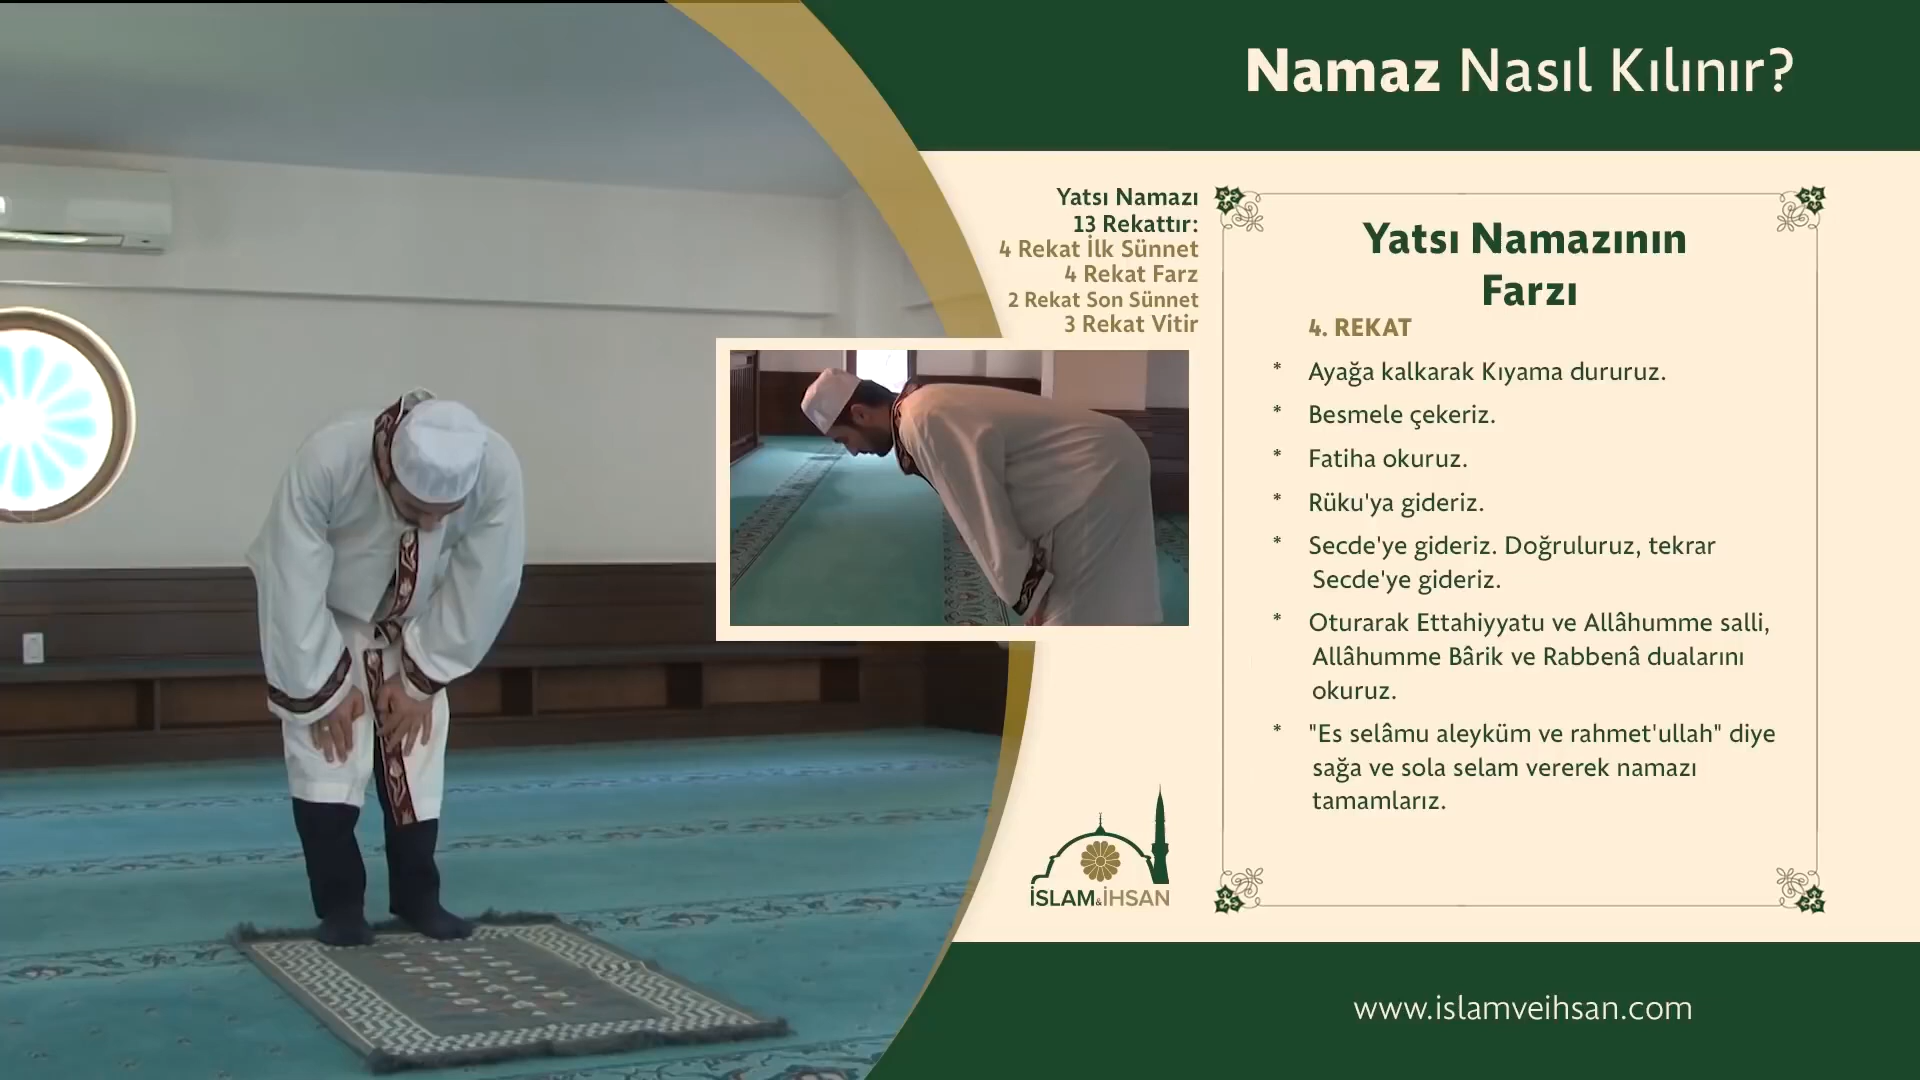 Namaz Nasıl Kılınır?
Yatsı Namazı
13 Rekattır:
4 Rekat İlk Sünnet
4 Rekat Farz
2 Rekat Son Sünnet
3 Rekat Vitir
Yatsı Namazının
Farzı
4. REKAT
* Ayağa kalkarak Kıyama dururuz.
* Besmele çekeriz.
* Fatiha okuruz.
* Rüku'ya gideriz.
* Secde'ye gideriz. Doğruluruz, tekrar
Secde'ye gideriz.
* Oturarak Ettahiyyatu ve Allâhumme salli,
Allâhumme Bârik ve Rabbenâ dualarını
okuruz.
* "Es selâmu aleyküm ve rahmet'ullah" diye
sağa ve sola selam vererek namazı
tamamlarız.
İSLAM&İHSAN
www.islamveihsan.com